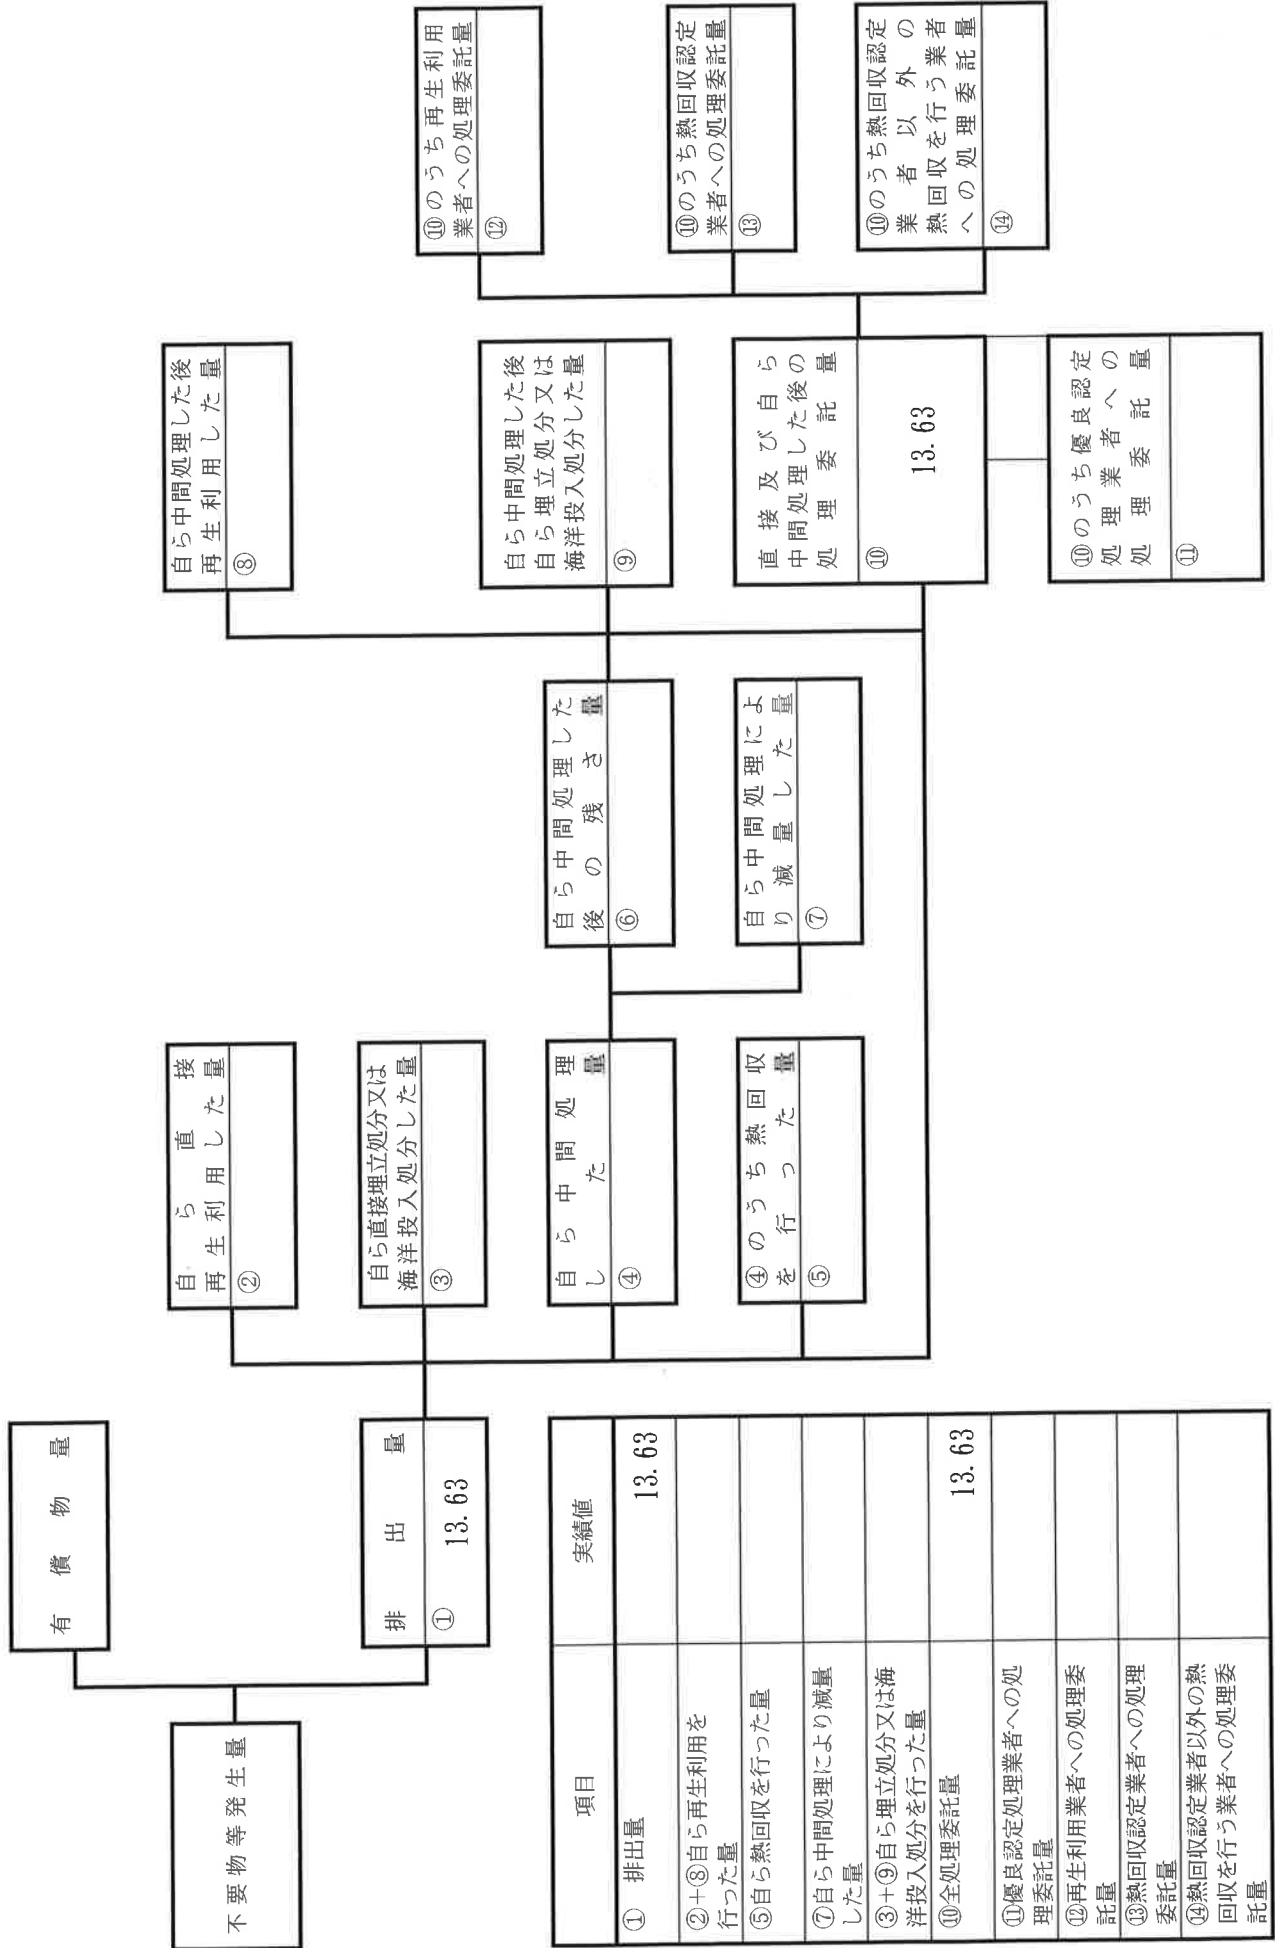 不要物等発生量
有償物量
排出量
①
13.63
自ら直接
再生利用した量
②
自ら直接埋立処分又は
海洋投入処分した量
③
自ら中間処理
した量
④
④のうち熱回収
を行った量
⑤
自ら中間処理した
後の残さ量
⑥
自ら中間処理によ
り減量した量
⑦
自ら中間処理した後
再生利用した量
⑧
自ら中間処理した後
自ら埋立処分又は
海洋投入処分した量
⑨
直接及び自ら
中間処理した後の
処理委託量
⑩
13.63
⑩のうち優良認定
処理業者への
処理委託量
⑪
⑩のうち再生利用
業者への処理委託量
⑫
⑩のうち熱回収認定
業者への処理委託量
⑬
⑩のうち熱回収認定
業者以外の
熱回収を行う業者
への処理委託量
⑭
項目 実績値
① 排出量 13.63
②+⑧自ら再生利用を
行った量
⑤自ら熱回収を行った量
⑦自ら中間処理により減量
した量
③+⑨自ら埋立処分又は海
洋投入処分を行った量
⑩全処理委託量 13.63
⑪優良認定処理業者への処
理委託量
⑫再生利用業者への処理委
託量
⑬熱回収認定業者への処理
委託量
⑭熱回収認定業者以外の熱
回収を行う業者への処理委
託量